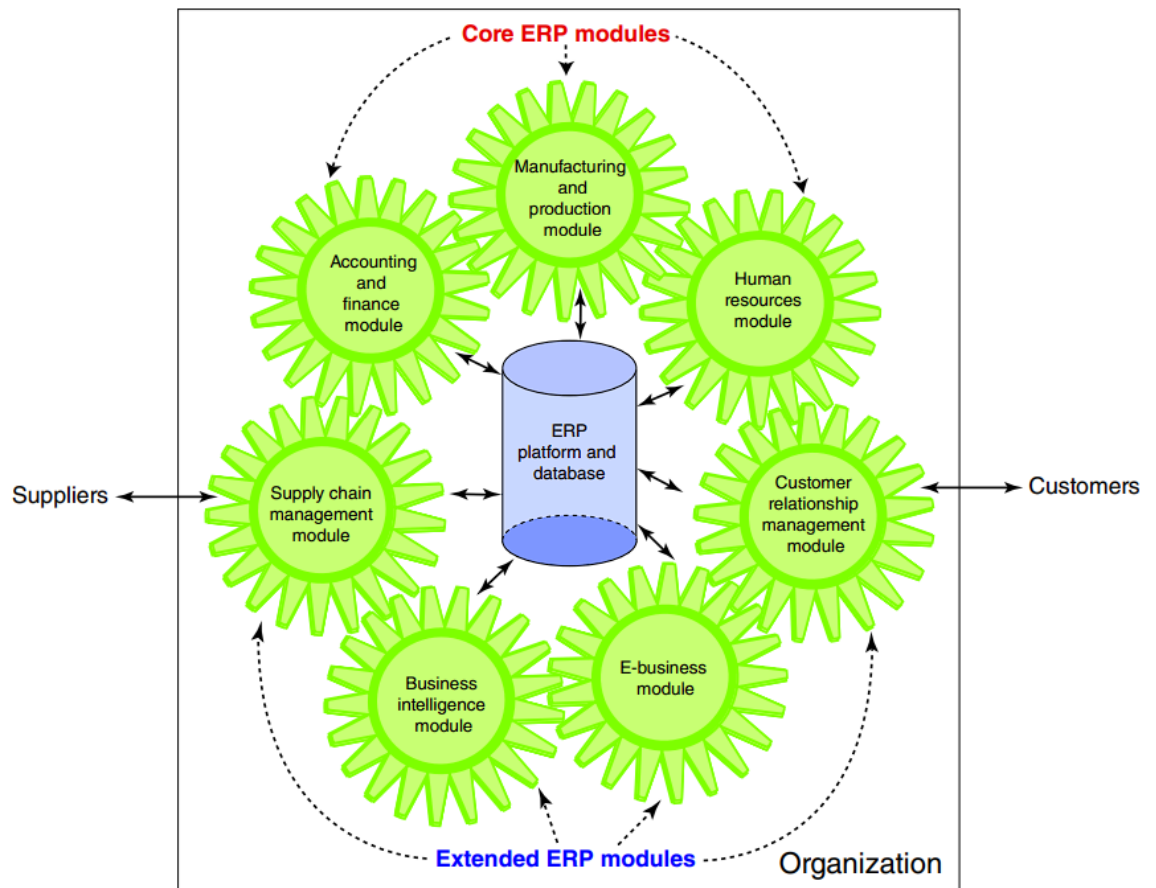 Core ERP modules
Manufacturing
and
production
module
Accounting
and
finance
module
Human
resources
module
ERP
platform and
database
Suppliers
Supply chain
management
module
Customer
relationship
management
module
Customers
Business
intelligence
module
E-business
module
Extended ERP modules
Organization